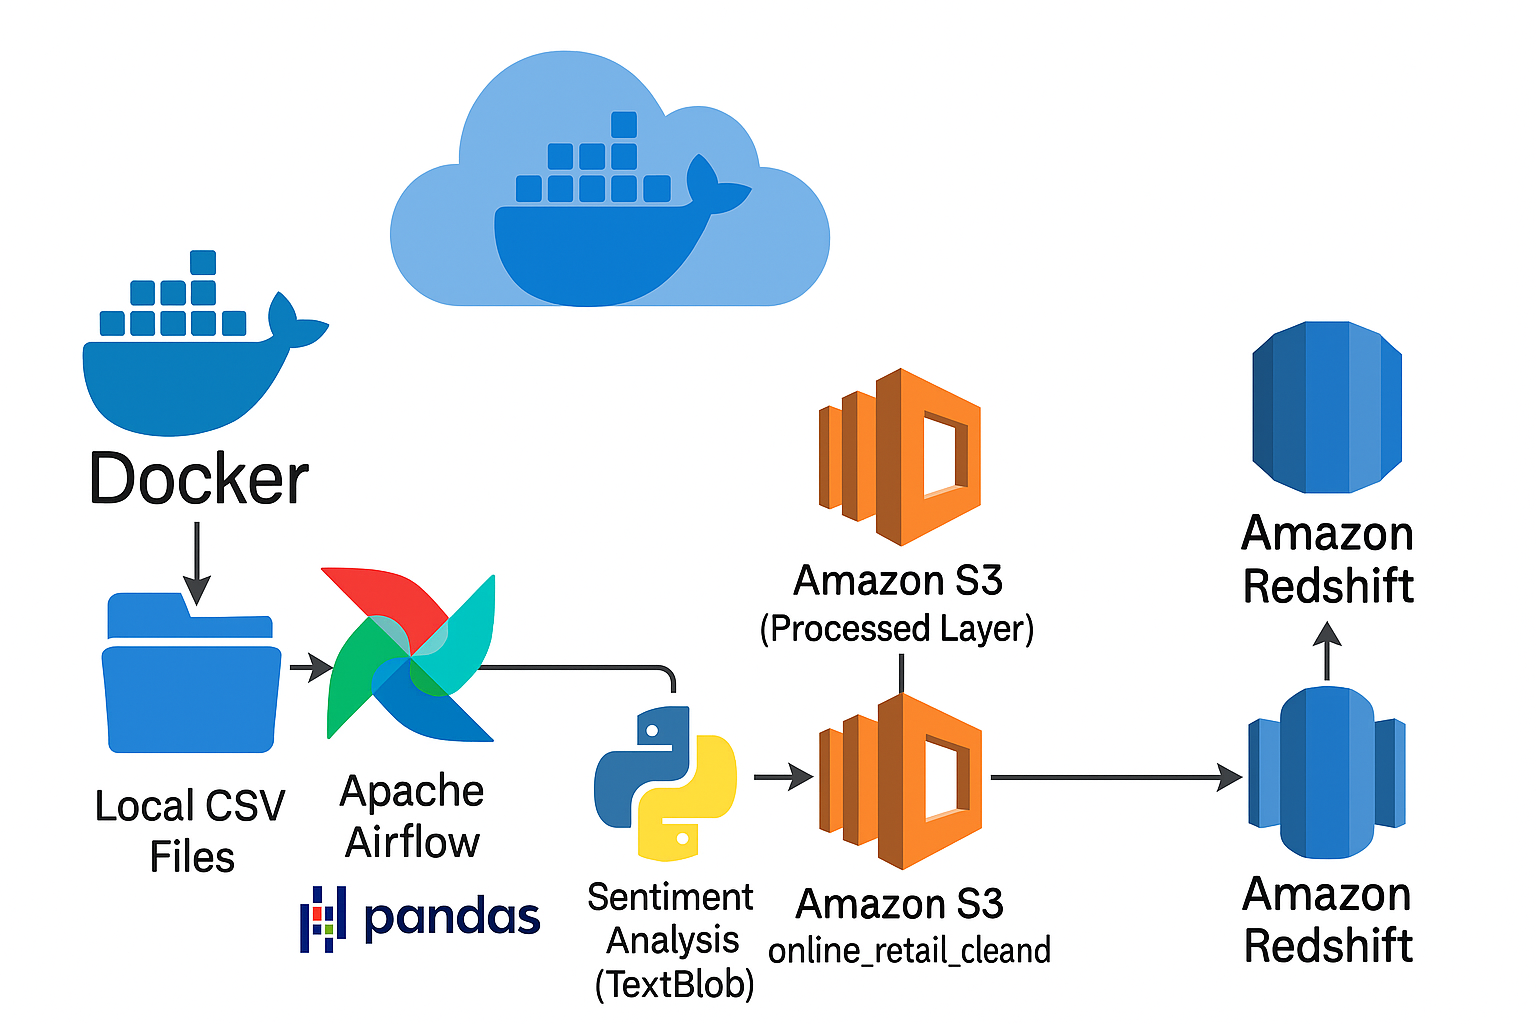 Docker
Local CSV
Files
Apache
Airflow
pandas
Sentiment
Analysis
(TextBlob)
Amazon S3
(Processed Layer)
Amazon S3
online_retail_cleand
Amazon
Redshift
Amazon
Redshift